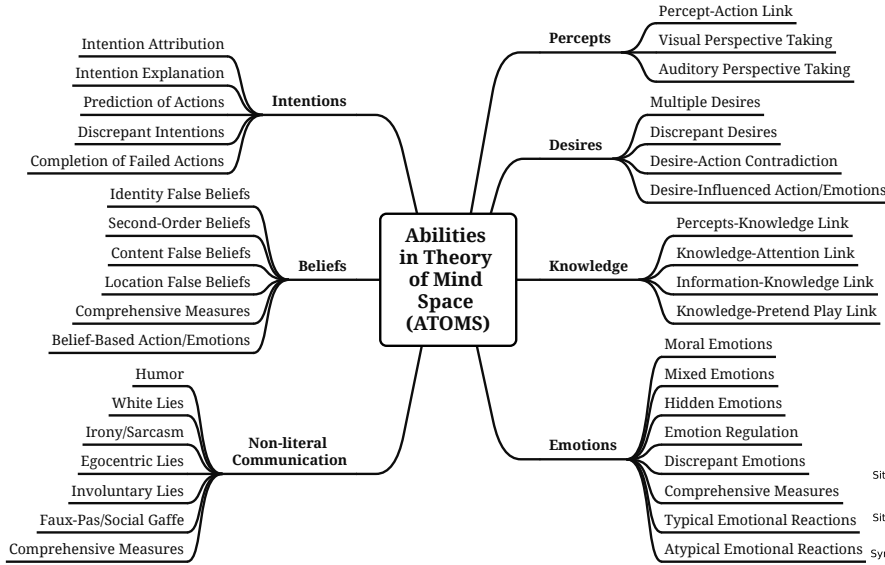 Abilities
in Theory
of Mind
Space
(ATOMS)
Intentions
Intention Attribution
Intention Explanation
Prediction of Actions
Discrepant Intentions
Completion of Failed Actions
Beliefs
Identity False Beliefs
Second-Order Beliefs
Content False Beliefs
Location False Beliefs
Comprehensive Measures
Belief-Based Action/Emotions
Non-literal
Communication
Humor
White Lies
Irony/Sarcasm
Egocentric Lies
Involuntary Lies
Faux-Pas/Social Gaffe
Comprehensive Measures
Percepts
Percept-Action Link
Visual Perspective Taking
Auditory Perspective Taking
Desires
Multiple Desires
Discrepant Desires
Desire-Action Contradiction
Desire-Influenced Action/Emotions
Knowledge
Percepts-Knowledge Link
Knowledge-Attention Link
Information-Knowledge Link
Knowledge-Pretend Play Link
Emotions
Moral Emotions
Mixed Emotions
Hidden Emotions
Emotion Regulation
Discrepant Emotions
Comprehensive Measures
Typical Emotional Reactions
Atypical Emotional Reactions